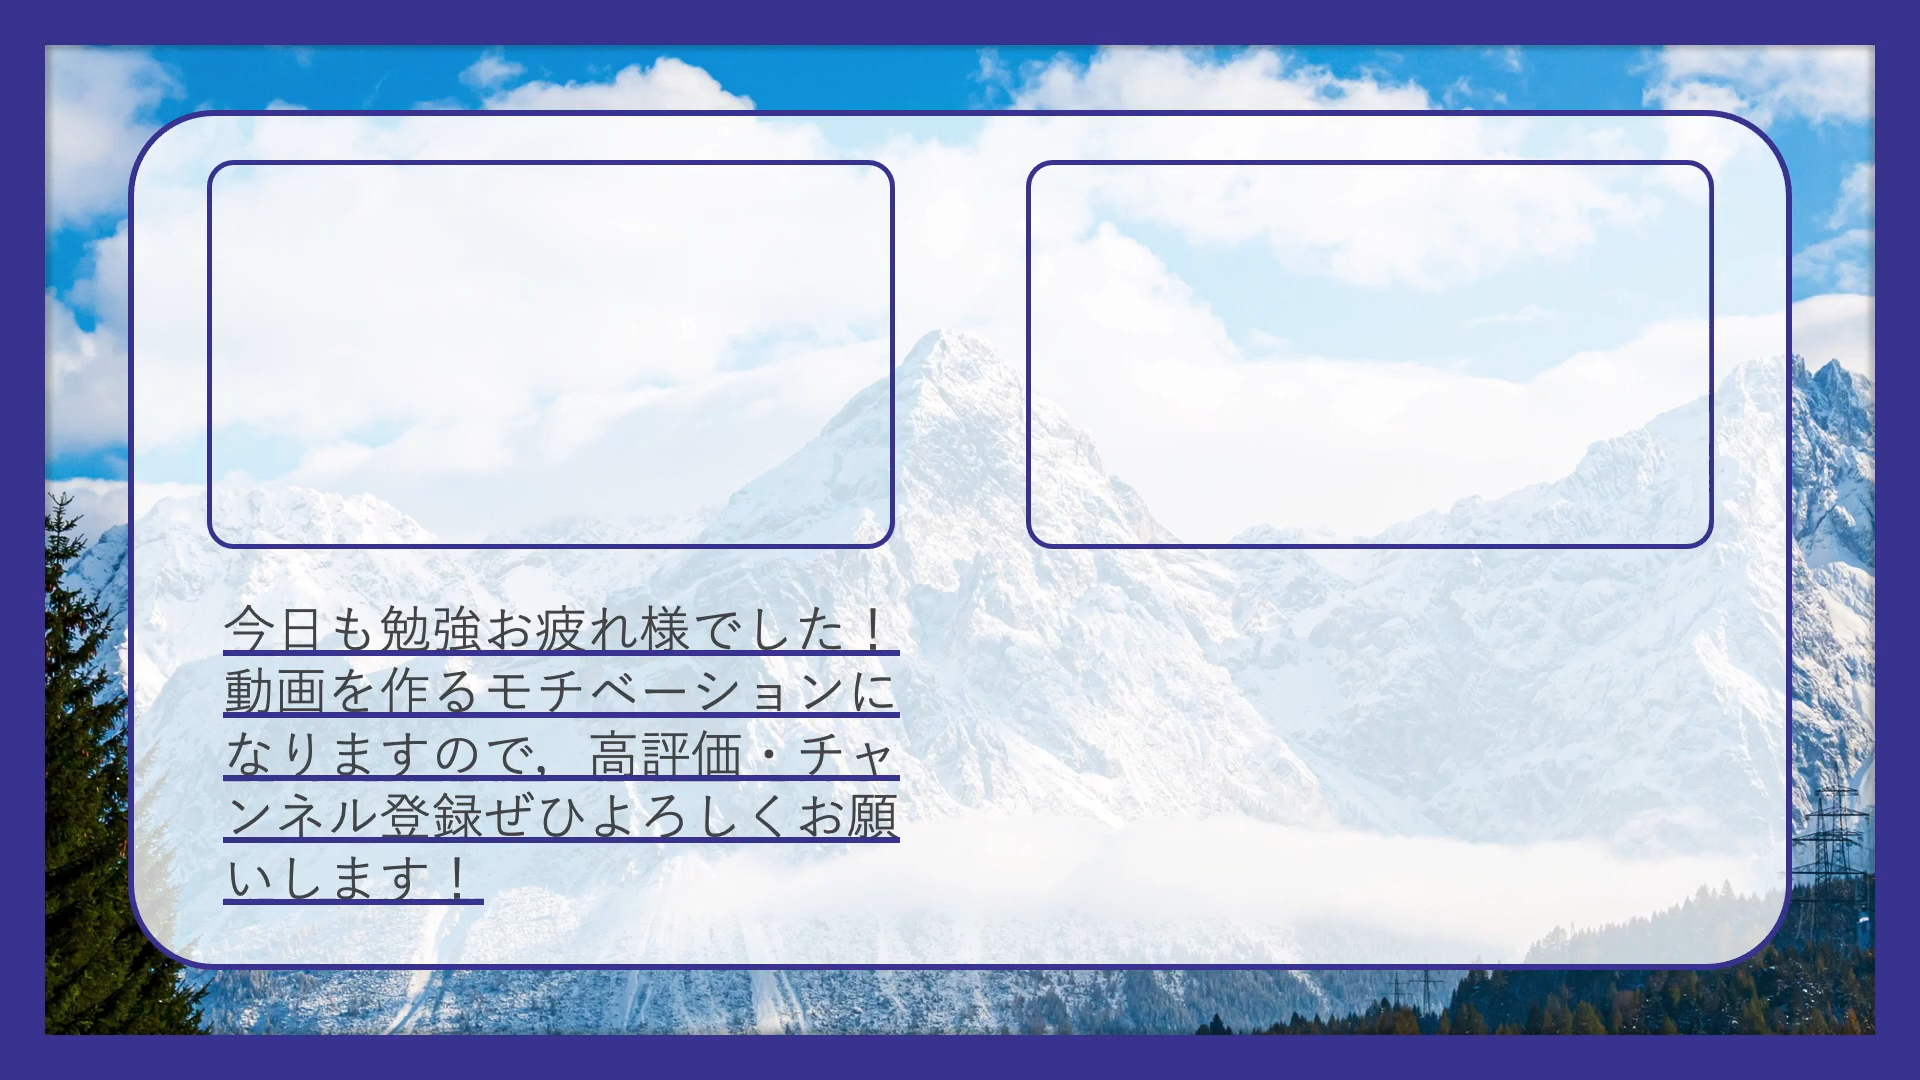 今日も勉強お疲れ様でした！
動画を作るモチベーションに
なりますので，高評価・チャ
ンネル登録ぜひよろしくお願
いします！